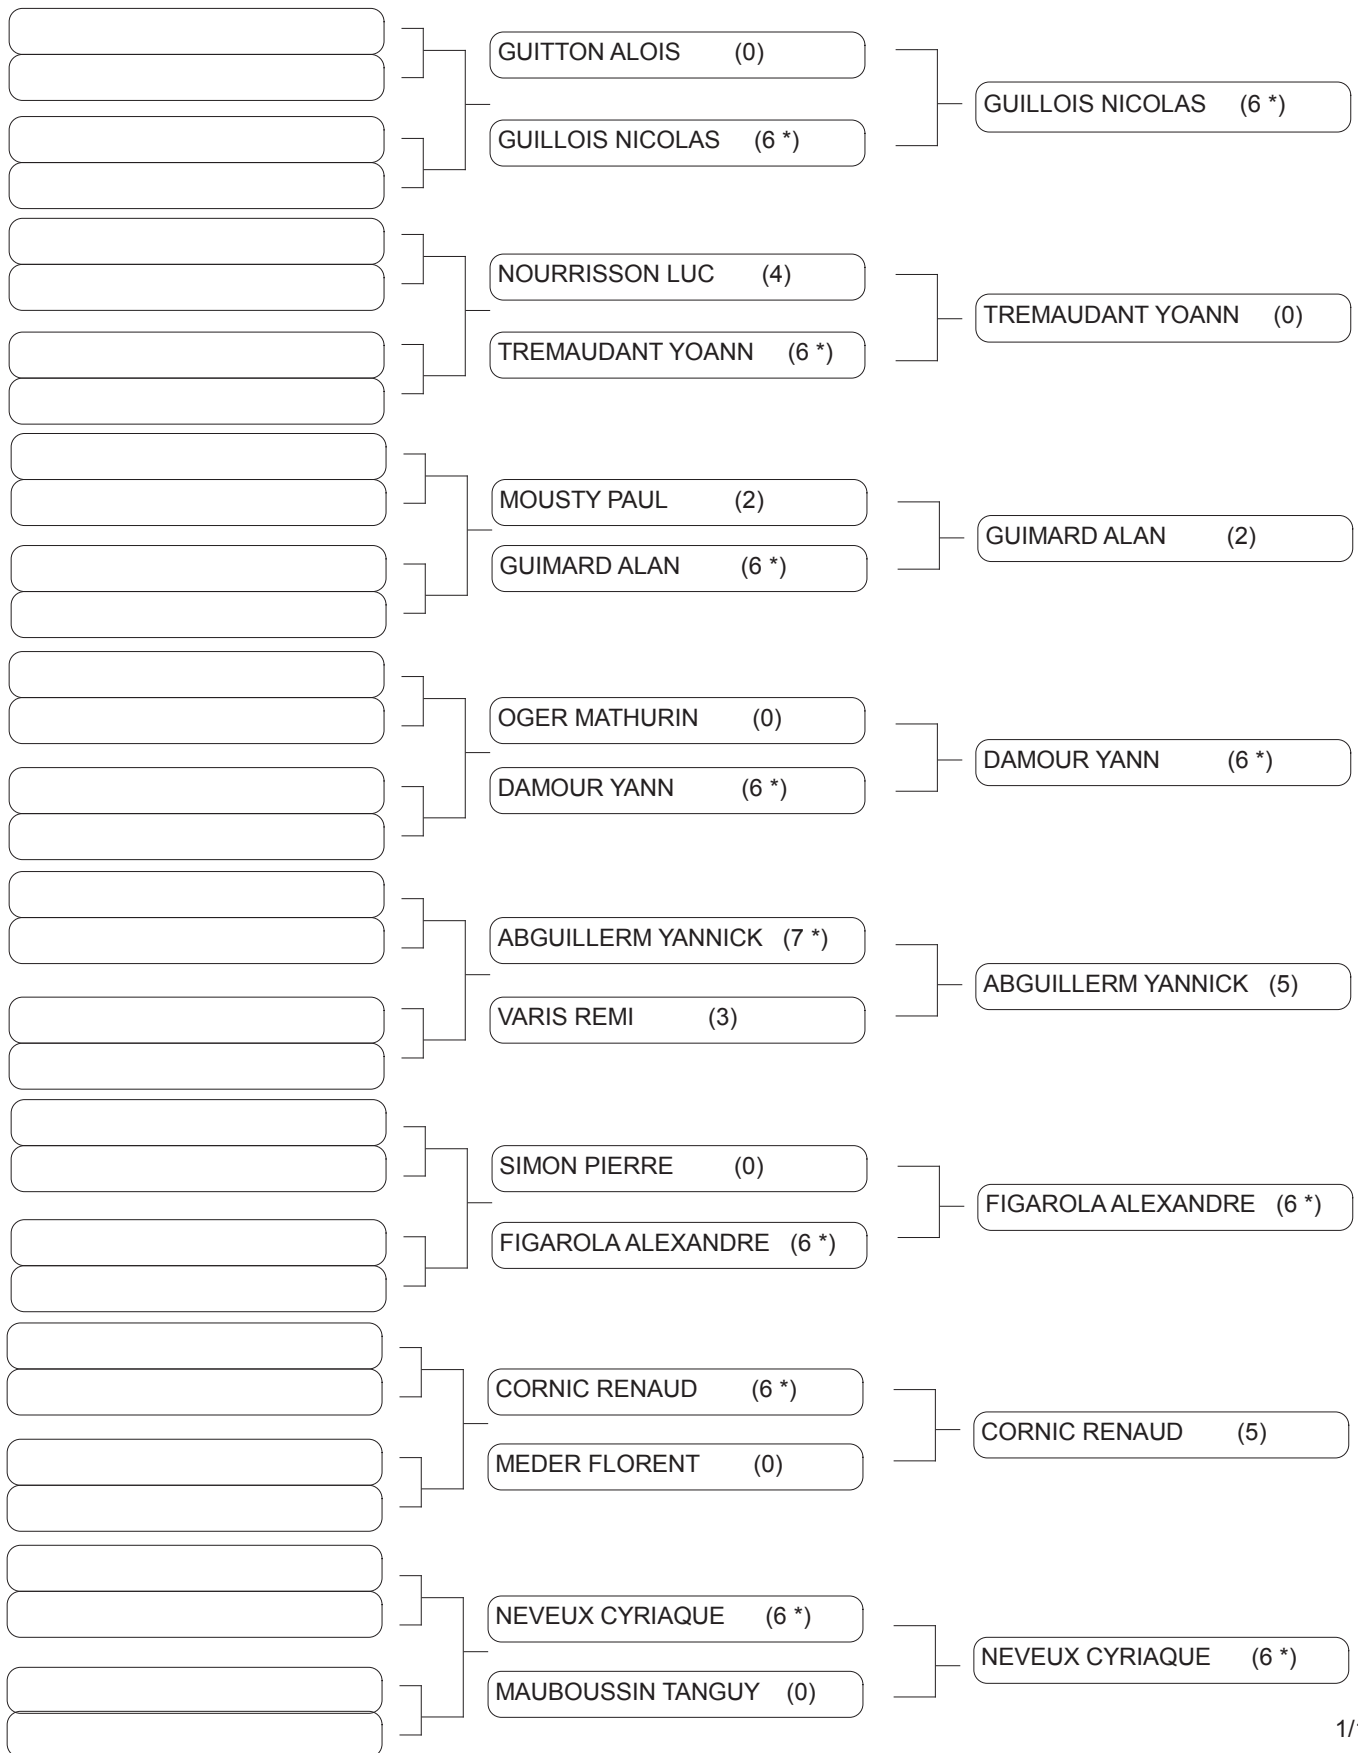 GUITTON ALOIS (0)
GUILLOIS NICOLAS (6 *)
GUILLOIS NICOLAS (6 *)
NOURRISSON LUC (4)
TREMAUDANT YOANN (0)
TREMAUDANT YOANN (6 *)
MOUSTY PAUL (2)
GUIMARD ALAN (2)
GUIMARD ALAN (6 *)
OGER MATHURIN (0)
DAMOUR YANN (6 *)
DAMOUR YANN (6 *)
ABGUILLERM YANNICK (7 *)
ABGUILLERM YANNICK (5)
VARIS REMI (3)
SIMON PIERRE (0)
FIGAROLA ALEXANDRE (6 *)
FIGAROLA ALEXANDRE (6 *)
CORNIC RENAUD (6 *)
CORNIC RENAUD (5)
MEDER FLORENT (0)
NEVEUX CYRIAQUE (6 *)
NEVEUX CYRIAQUE (6 *)
MAUBOUSSIN TANGUY (0)